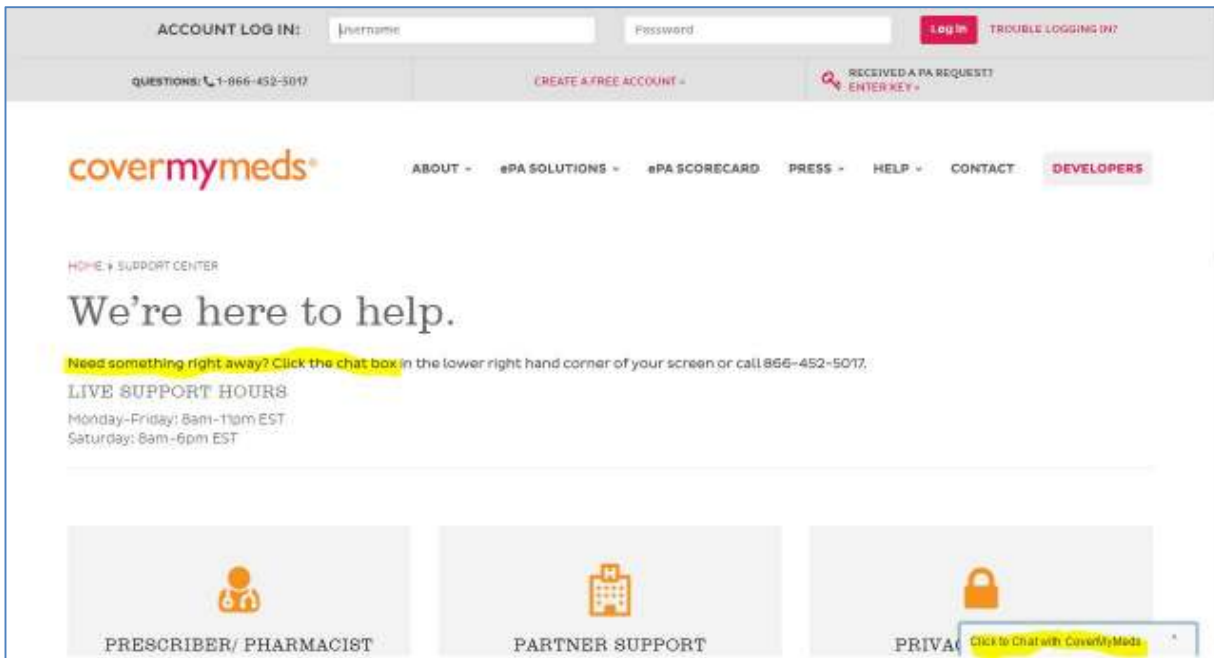 ACCOUNT LOG IN: Username Password Log In TROUBLE LOGGING IN?
QUESTIONS: 1-866-452-5017 CREATE A FREE ACCOUNT » RECEIVED A PA REQUEST?
ENTER KEY »
covermymeds® ABOUT ePA SOLUTIONS ePA SCORECARD PRESS HELP CONTACT DEVELOPERS
HOME SUPPORT CENTER
We're here to help.
Need something right away? Click the chat box in the lower right hand corner of your screen or call 866-452-5017.
LIVE SUPPORT HOURS
Monday-Friday: 8am-11pm EST
Saturday: 8am-6pm EST
PRESCRIBER/ PHARMACIST PARTNER SUPPORT PRIVA
Click to Chat with CoverMyMeds